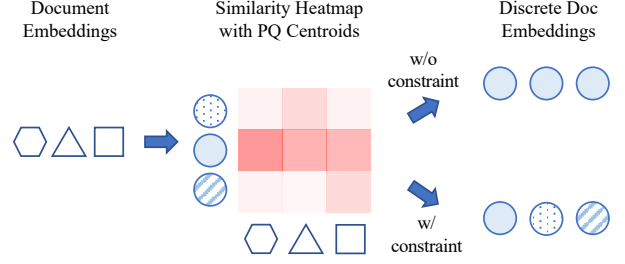 Document
Embeddings
Similarity Heatmap
with PQ Centroids
Discrete Doc
Embeddings
w/o
constraint
w/
constraint